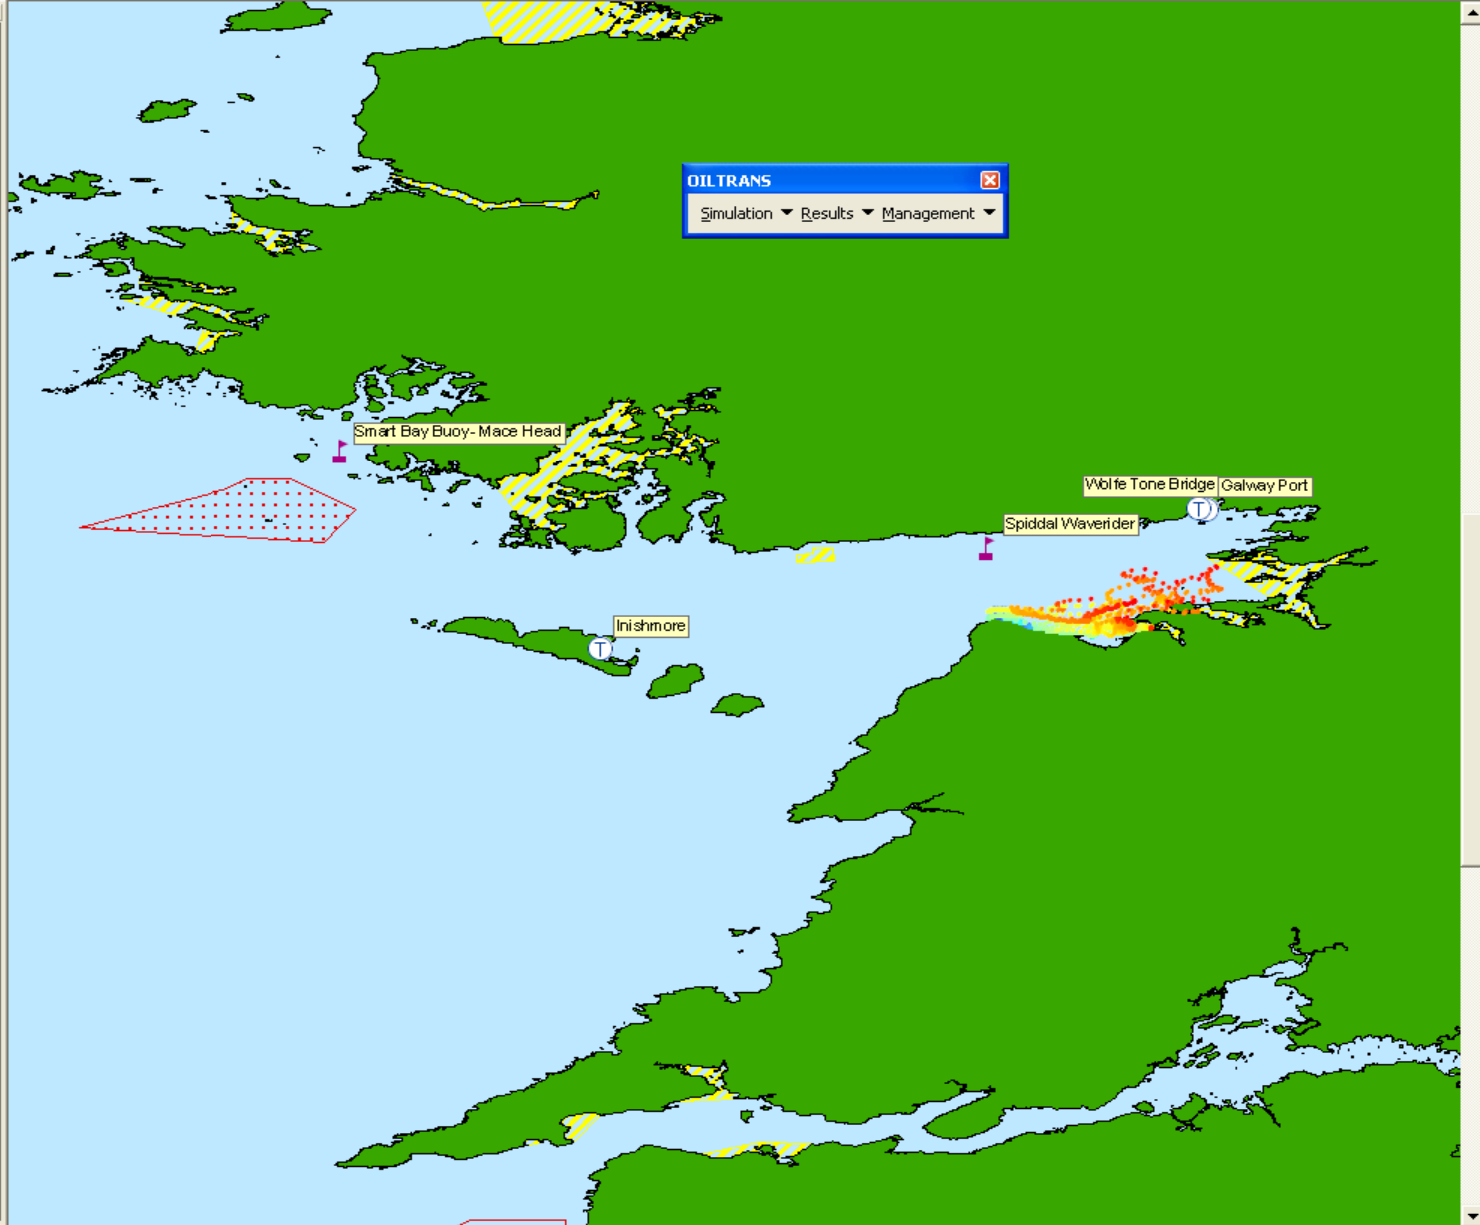 OILTRANS
Simulation Results Management
Smart Bay Buoy- Mace Head
Wolfe Tone Bridge Galway Port
Spiddal Waverider
Inishmore
T
T